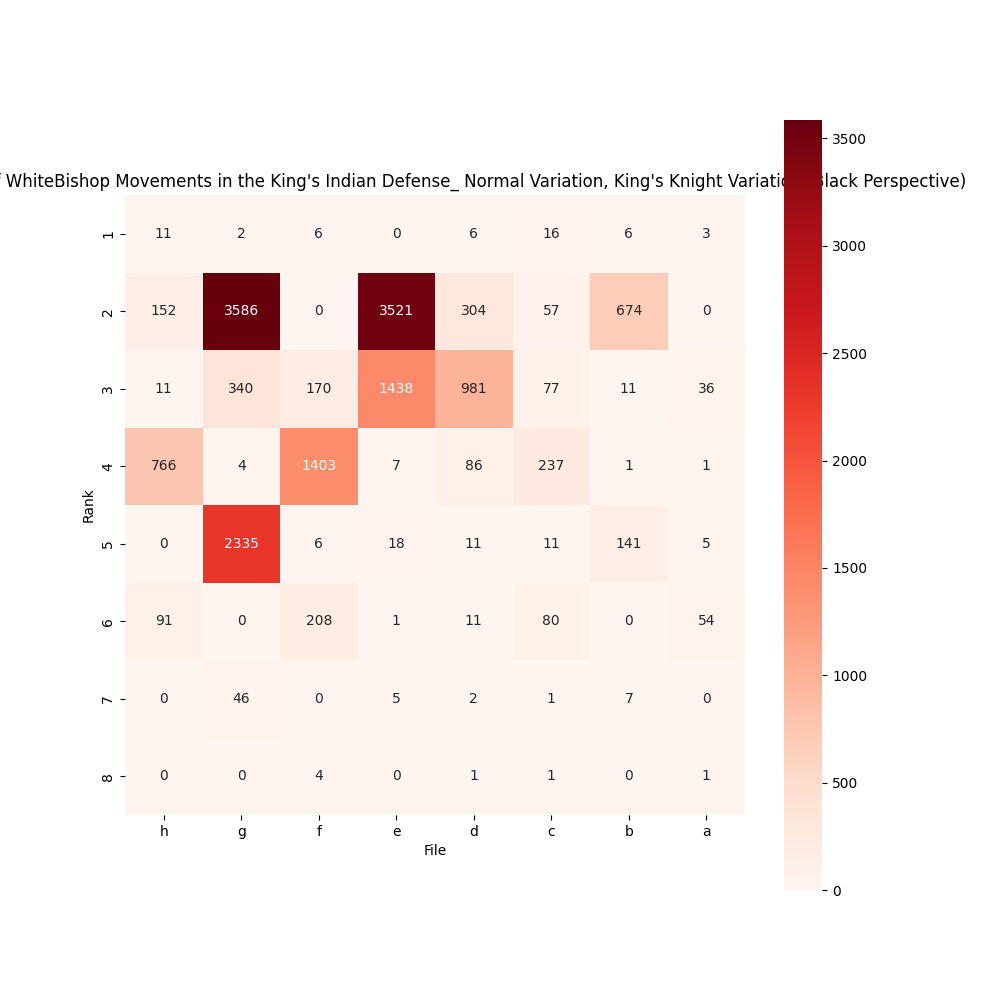 WhiteBishop Movements in the King's Indian Defense_ Normal Variation, King's Knight Black Perspective)
3500
3000
2500
2000
1500
1000
500
0
Rank
1 11 2 6 0 6 16 6 3
2 152 3586 0 3521 304 57 674 0
3 11 340 170 1438 981 77 11 36
4 766 4 1403 7 86 237 1 1
5 0 2335 6 18 11 11 141 5
6 91 0 208 1 11 80 0 54
7 0 46 0 5 2 1 7 0
8 0 0 4 0 1 1 0 1
h g f e d c b a
File